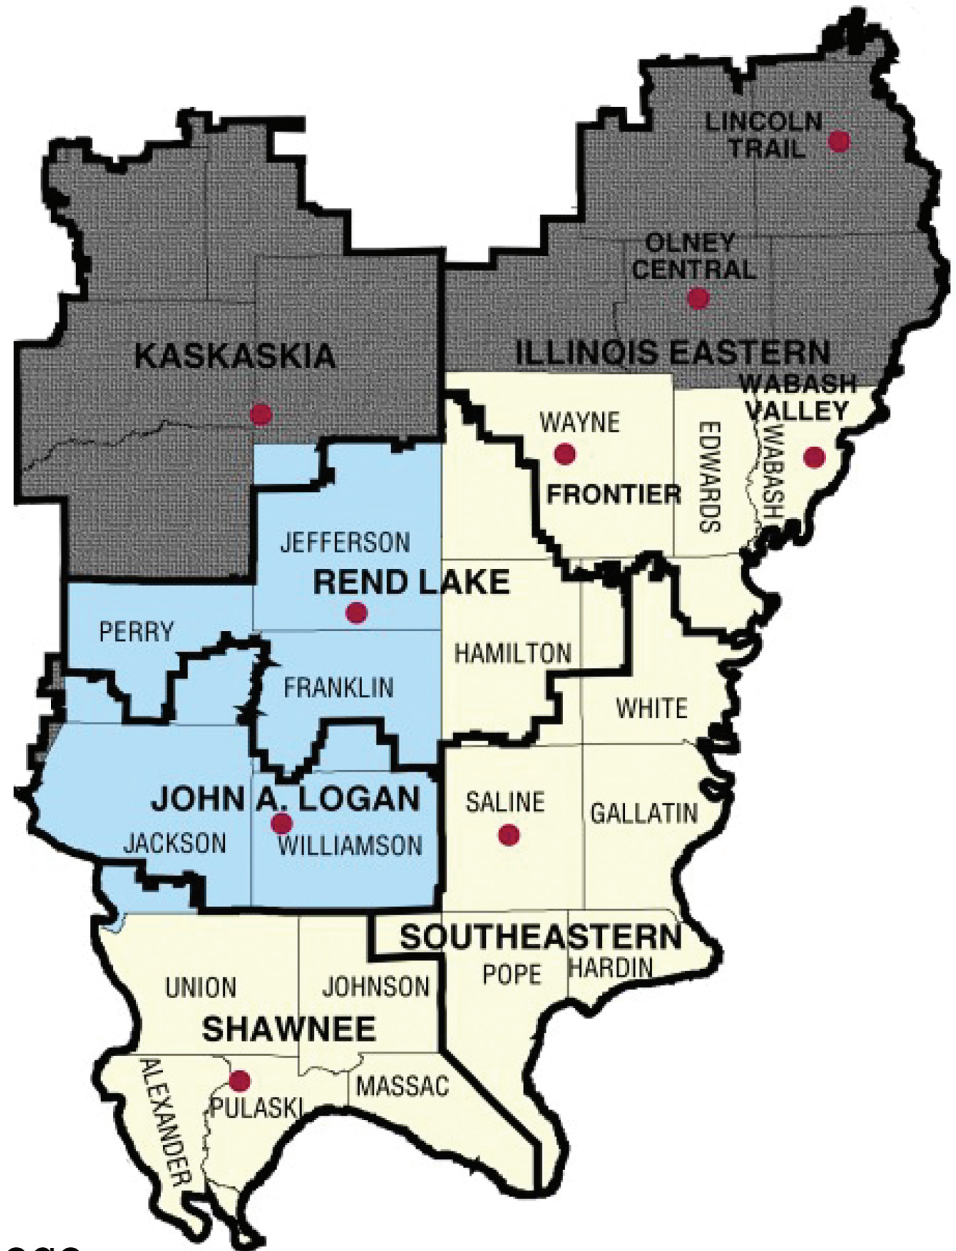 LINCOLN
TRAIL
OLNEY
CENTRAL
KASKASKIA
ILLINOIS EASTERN
WABASH
VALLEY
WAYNE
EDWARDS
WABASH
FRONTIER
JEFFERSON
REND LAKE
PERRY
HAMILTON
FRANKLIN
WHITE
JOHN A. LOGAN
SALINE
GALLATIN
JACKSON
WILLIAMSON
SOUTHEASTERN
POPE
HARDIN
UNION
JOHNSON
SHAWNEE
ALEXANDER
PULASKI
MASSAC